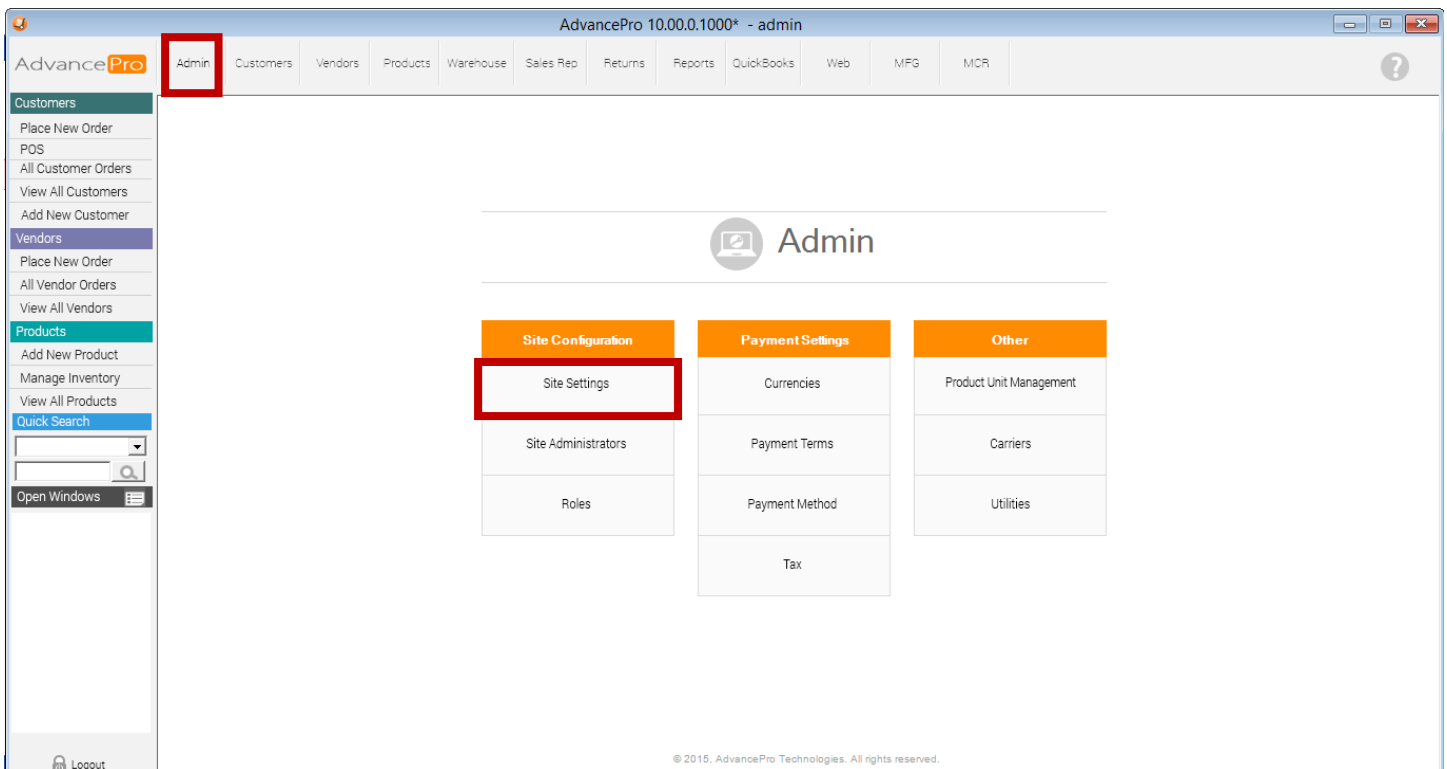 AdvancePro 10.00.0.1000* - admin
AdvancePro
Admin
Customers
Vendors
Products
Warehouse
Sales Rep
Returns
Reports
QuickBooks
Web
MFG
MCR
?
Customers
Place New Order
POS
All Customer Orders
View All Customers
Add New Customer
Vendors
Place New Order
All Vendor Orders
View All Vendors
Products
Add New Product
Manage Inventory
View All Products
Quick Search
Open Windows
Logout
Admin
Site Configuration
Site Settings
Site Administrators
Roles
Payment Settings
Currencies
Payment Terms
Payment Method
Tax
Other
Product Unit Management
Carriers
Utilities
© 2015, AdvancePro Technologies. All rights reserved.